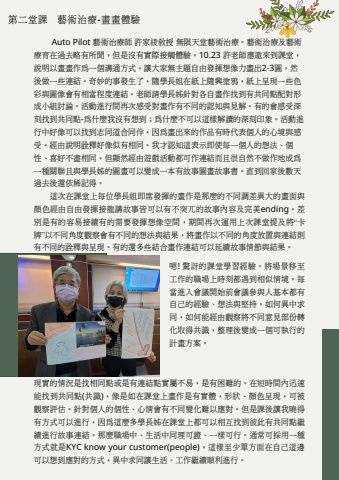 第二堂課　藝術治療-畫畫體驗
Auto Pilot 藝術治療師 許家綾教授 無限天堂藝術治療。藝術治療及藝術
療育在過去略有所聞，但是沒有實際接觸體驗。10.23 許老師應邀來到課堂，
說明以畫畫作為一個溝通方式，讓大家無主題自由發揮想像力畫出2-3圖。然
後做一些連結，奇妙的事發生了，隨學長姐在紙上隨興塗鴉，紙上呈現一些色
彩與圖像會有相當程度連結。老師請學長姊針對各自畫作找到有共同點配對形
成小組討論。活動進行間再次感受對畫作有不同的認知與見解。有的會感受深
刻找到共同點-爲什麼我沒有想到；爲什麼不可以這樣解讀的深刻印象。活動進
行中好像可以找到志同道合同伴，因爲畫出來的作品有時代表個人的心境與感
受。經由說明詮釋好像似有相同。我才認知這表示即使每一個人的想法、個
性、喜好不盡相同，但顯然經由遊戲活動都可作連結而且很自然不做作地成爲
一種關聯且與學長姊的圖畫可以變成一本有故事圖畫故事書。直到回家後數天
過去後還依稀記得。
這次在課堂上每位學長姐即席發揮的畫作是那麼的不同調差異大的畫面與
顏色經由自由發揮接龍講故事皆可以有不突兀的故事內容及完美ending。差
別是有的容易接續有的需要發揮想像空間，期間再次運用上次課堂提及將“卡
牌”以不同角度觀察會有不同的想法與結果，將畫作以不同的角度放置與連結則
有不同的詮釋與呈現。有的還多些結合畫作連結可以延續故事情節與結果。
嗯! 驚訝的課堂學習經驗。將場景移至
工作的職場上時刻都遇到相似情境。每
當進入會議開始前會議參與人基本都有
自己的經驗、想法與堅持。如何異中求
同。如何能經由觀察將不同意見部份轉
化取得共識，整理後變成一個可執行的
計畫方案。
現實的情況是找相同點或是有連結點實屬不易，是有困難的。在短時間內迅速
能找到共同點(共識)，像是如在課堂上畫作是有實體，形狀、顏色呈現，可被
觀察評估。針對個人的個性、心情會有不同變化難以應對。但是課後讓我曉得
有方式可以進行，因爲這麼多學長姊在課堂上都可以相互找到彼此有共同點繼
續進行故事連結。那麼職場中、生活中同理可證、一樣可行。通常可採用一種
方式就是KYC know your customer(people)。這樣至少單方面在自己這邊
可以想到應對的方式，異中求同讓生活、工作繼續順利進行。